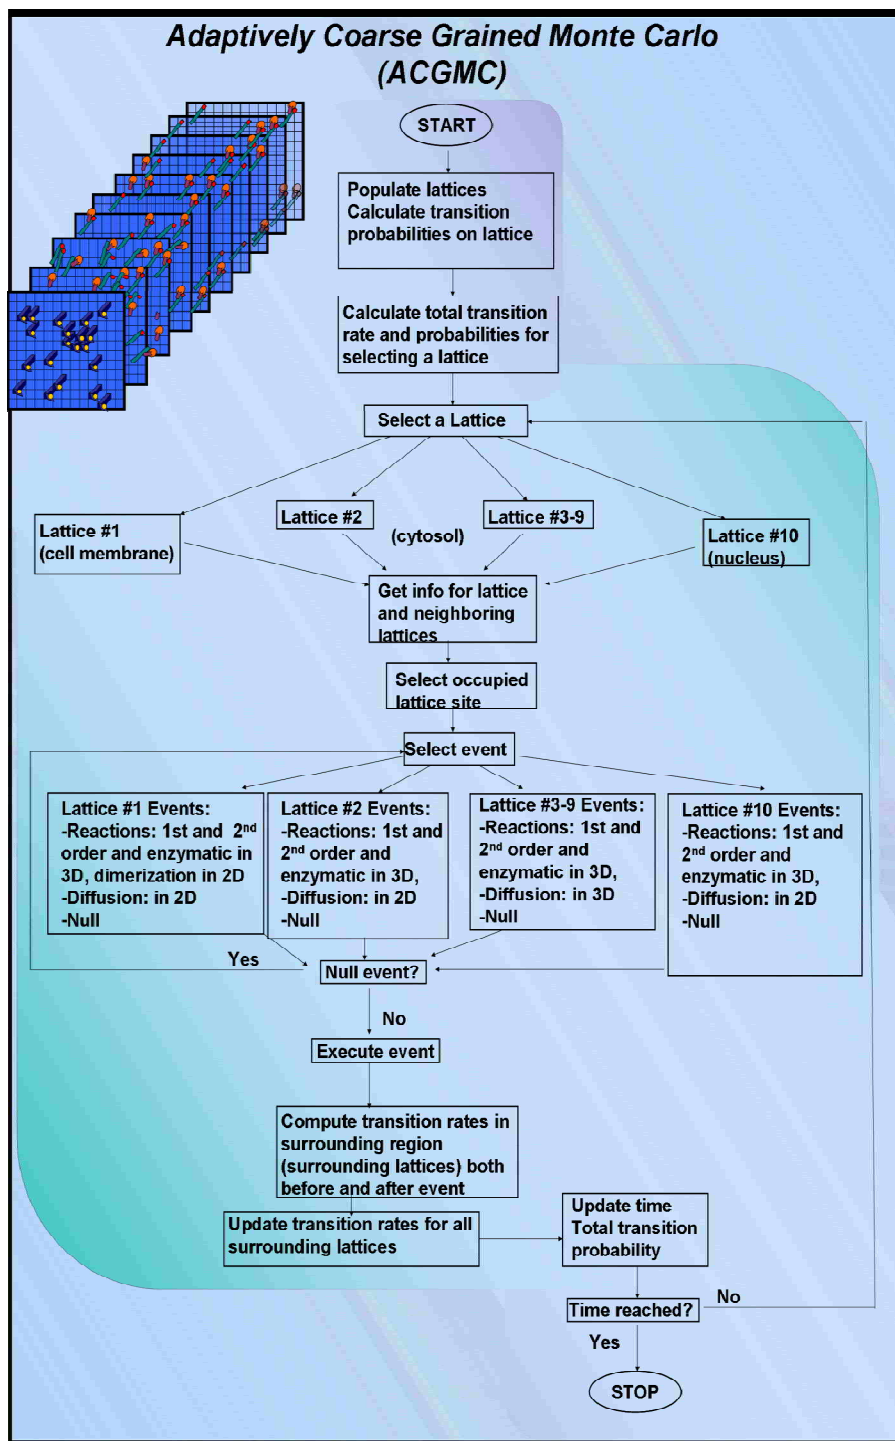 Adaptively Coarse Grained Monte Carlo
(ACGMC)
START
Populate lattices
Calculate transition
probabilities on lattice
Calculate total transition
rate and probabilities for
selecting a lattice
Select a Lattice
Lattice #1
(cell membrane)
Lattice #2
(cytosol)
Lattice #3-9
Lattice #10
(nucleus)
Get info for lattice
and neighboring
lattices
Select occupied
lattice site
Select event
Lattice #1 Events:
-Reactions: 1st and 2nd
order and enzymatic in
3D, dimerization in 2D
-Diffusion: in 2D
-Null
Lattice #2 Events:
-Reactions: 1st and
2nd order and
enzymatic in 3D,
-Diffusion: in 2D
-Null
Lattice #3-9 Events:
-Reactions: 1st and
2nd order and
enzymatic in 3D,
-Diffusion: in 3D
-Null
Lattice #10 Events:
-Reactions: 1st and
2nd order and
enzymatic in 3D,
-Diffusion: in 2D
-Null
Yes
Null event?
No
Execute event
Compute transition rates in
surrounding region
(surrounding lattices) both
before and after event
Update transition rates for all
surrounding lattices
Update time
Total transition
probability
Time reached?
No
Yes
STOP